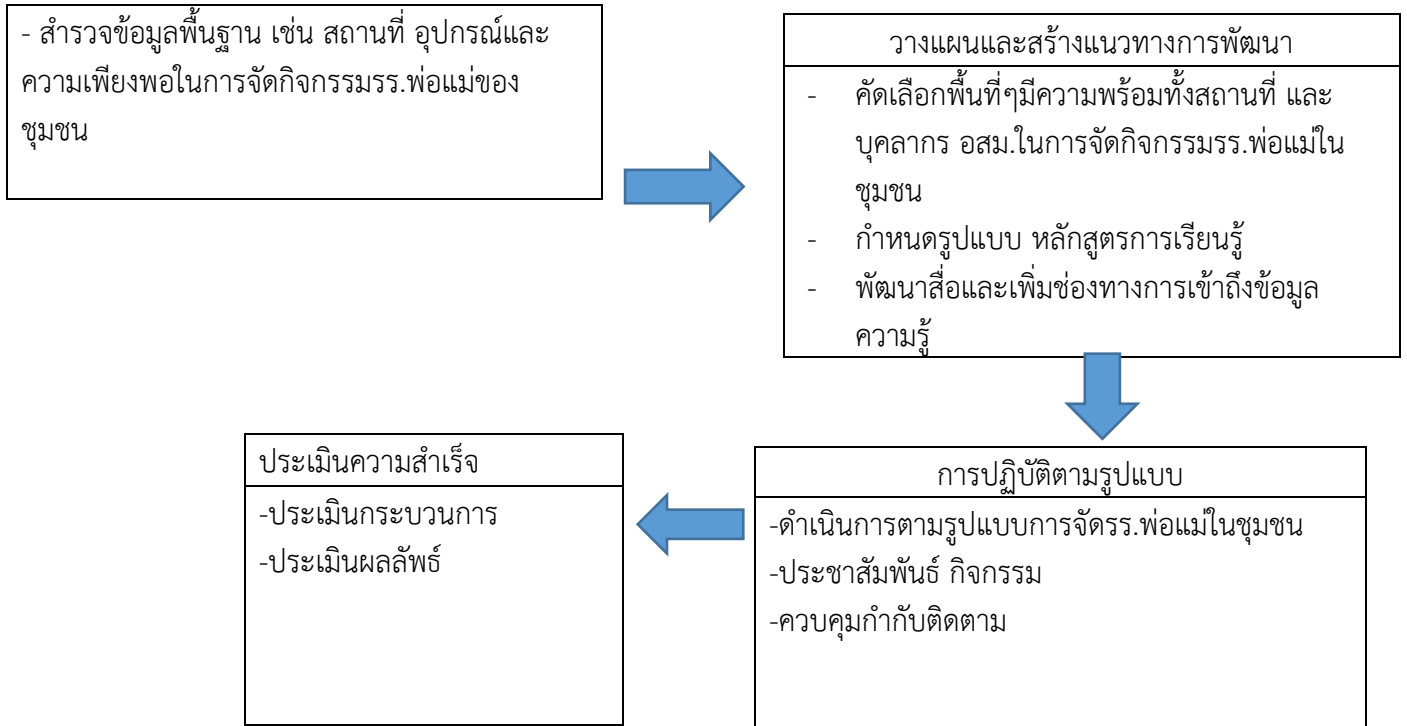 - สำรวจข้อมูลพื้นฐาน เช่น สถานที่ อุปกรณ์และ
ความเพียงพอในการจัดกิจกรรมรร.พ่อแม่ของ
ชุมชน
วางแผนและสร้างแนวทางการพัฒนา
- คัดเลือกพื้นที่ๆมีความพร้อมทั้งสถานที่ และ
บุคลากร อสม.ในการจัดกิจกรรมรร.พ่อแม่ใน
ชุมชน
- กำหนดรูปแบบ หลักสูตรการเรียนรู้
- พัฒนาสื่อและเพิ่มช่องทางการเข้าถึงข้อมูล
ความรู้
การปฏิบัติตามรูปแบบ
-ดำเนินการตามรูปแบบการจัดรร.พ่อแม่ในชุมชน
-ประชาสัมพันธ์ กิจกรรม
-ควบคุมกำกับติดตาม
ประเมินความสำเร็จ
-ประเมินกระบวนการ
-ประเมินผลลัพธ์